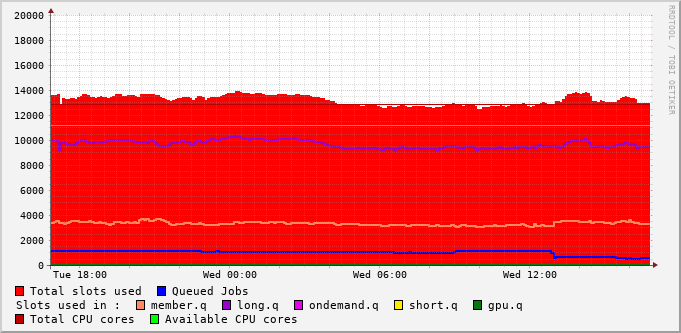 RRDTOOL / TOBI OETIKER
20000
18000
16000
14000
12000
10000
8000
6000
4000
2000
0
Tue 18:00 Wed 00:00 Wed 06:00 Wed 12:00
Total slots used Queued Jobs
Slots used in : member.q long.q ondemand.q short.q gpu.q
Total CPU cores Available CPU cores